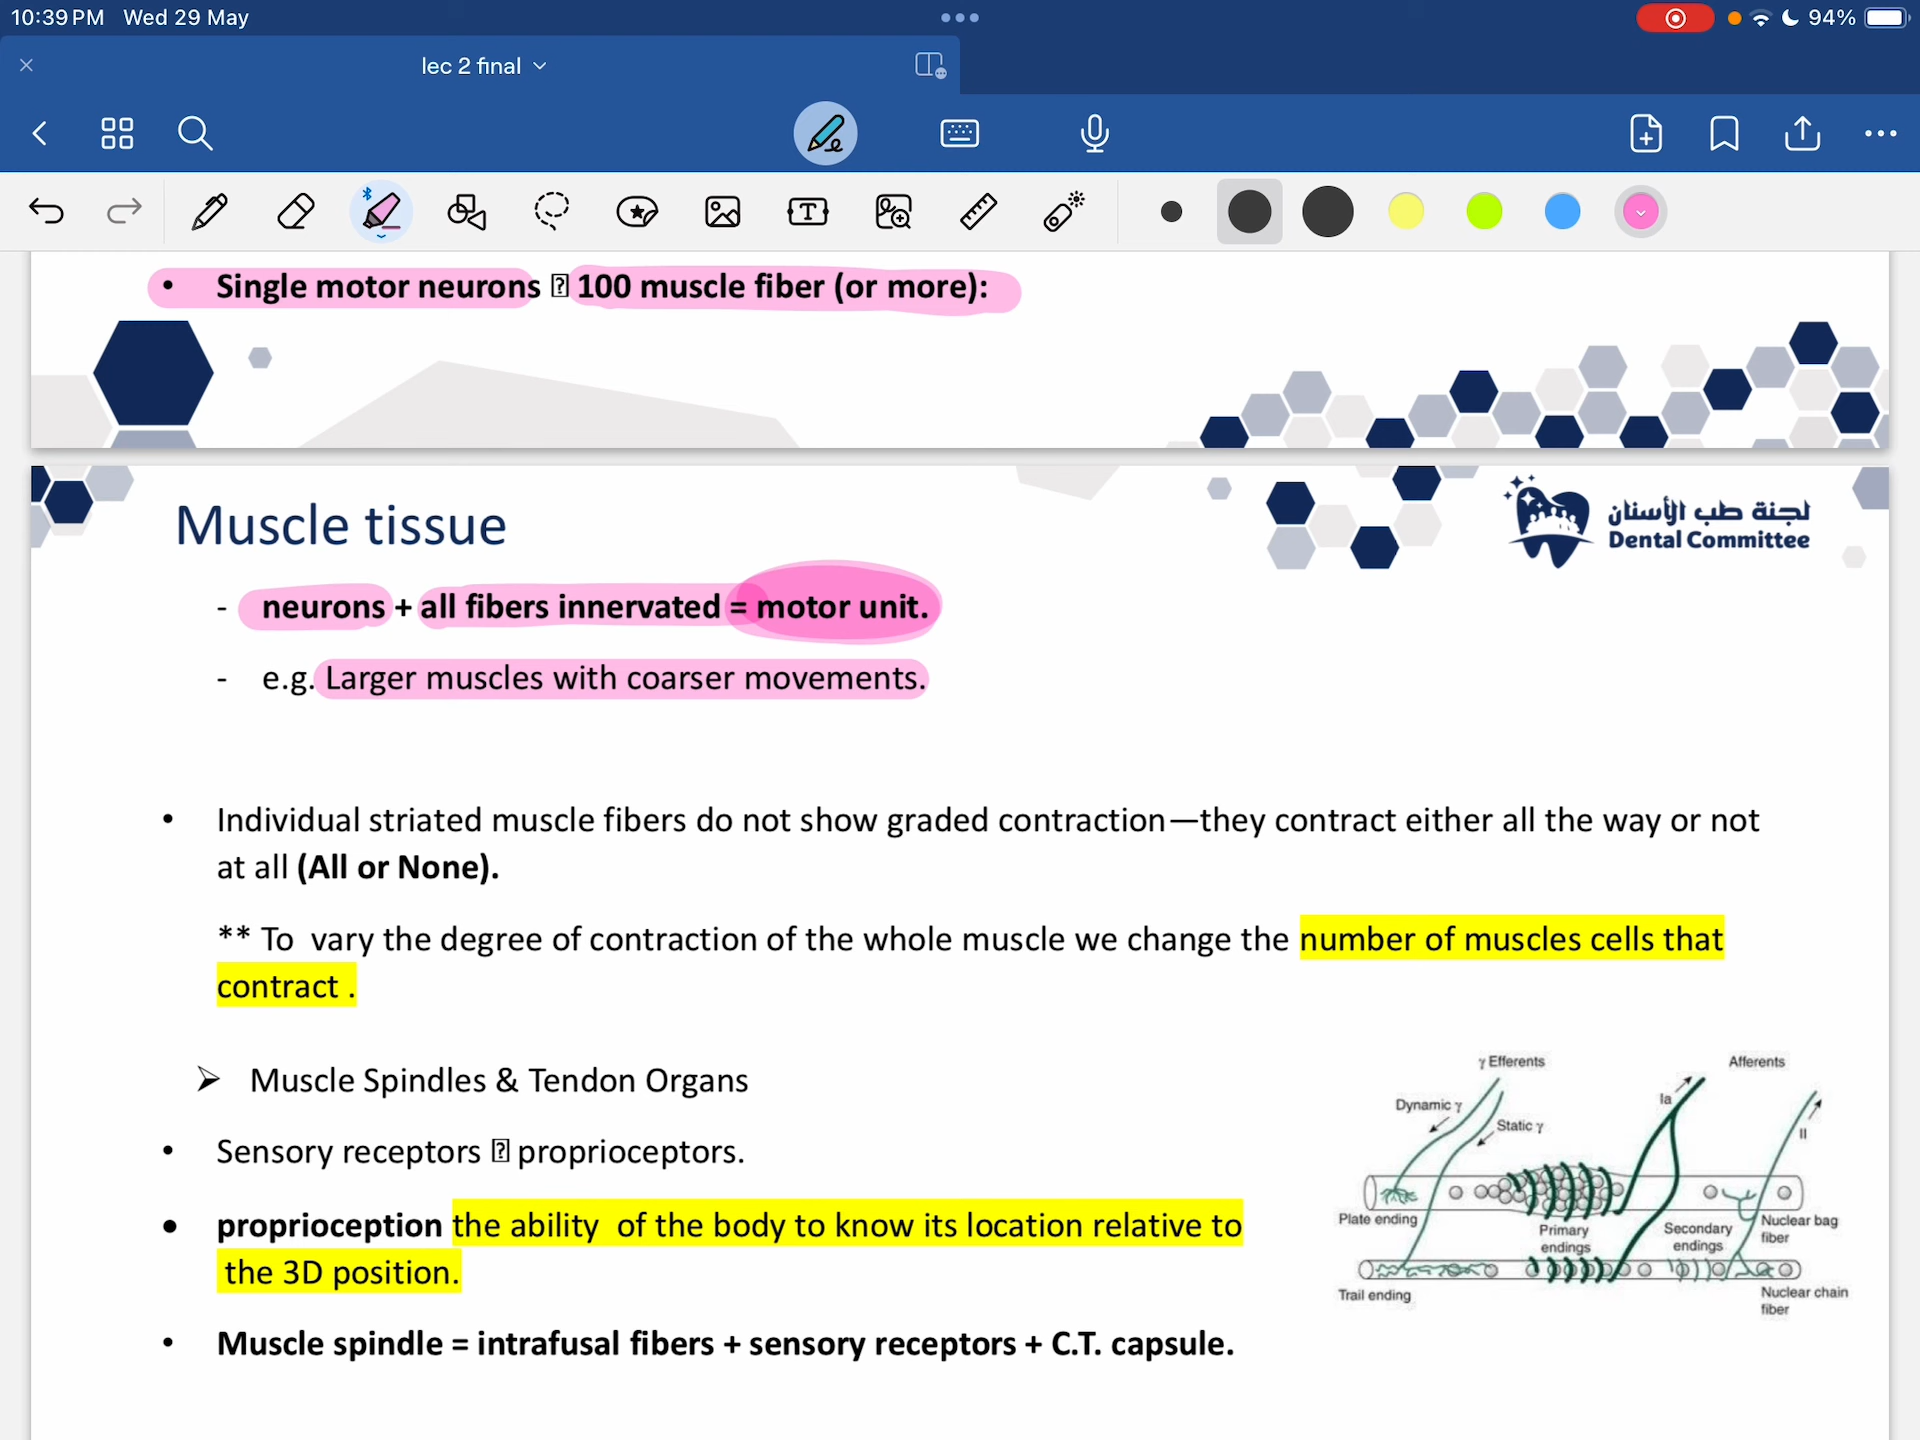 10:39 PM Wed 29 May
94%
lec 2 final
• Single motor neurons 100 muscle fiber (or more):
Muscle tissue
لجنة طب الأسنان
Dental Committee
- neurons + all fibers innervated = motor unit.
- e.g. Larger muscles with coarser movements.
• Individual striated muscle fibers do not show graded contraction—they contract either all the way or not
at all (All or None).
** To vary the degree of contraction of the whole muscle we change the number of muscles cells that
contract .
➢ Muscle Spindles & Tendon Organs
• Sensory receptors proprioceptors.
• proprioception the ability of the body to know its location relative to
the 3D position.
• Muscle spindle = intrafusal fibers + sensory receptors + C.T. capsule.
γ Efferents
Afferents
Dynamic γ
Ia
Static γ
II
Plate ending
Primary
endings
Secondary
endings
Nuclear bag
fiber
Trail ending
Nuclear chain
fiber